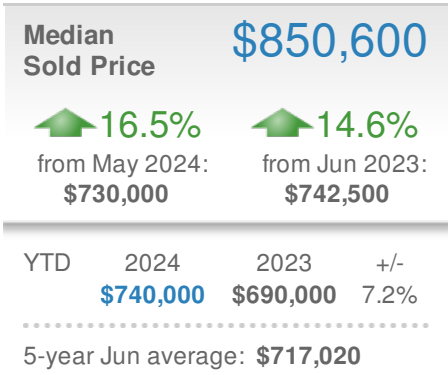 Median $850,600
Sold Price
16.5% 14.6%
from May 2024: from Jun 2023:
$730,000 $742,500
YTD 2024 2023 +/-
$740,000 $690,000 7.2%
5-year Jun average: $717,020